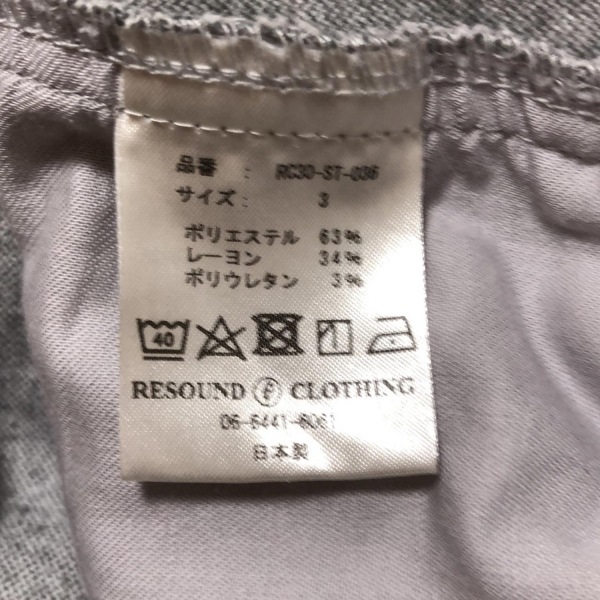 品番 : RC30-ST-036
サイズ: 3
ポリエステル 63%
レーヨン 34%
ポリウレタン 3%
40
RESOUND CLOTHING
06-6441-6061
日本製